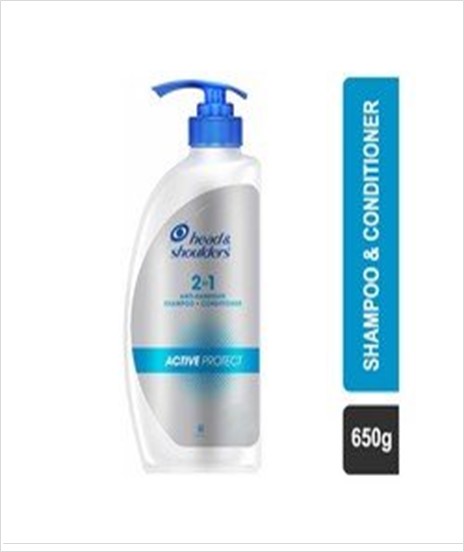 head&
shoulders
2in1
ANTI-DANDRUFF
SHAMPOO + CONDITIONER
ACTIVE PROTECT
SHAMPOO & CONDITIONER
650g